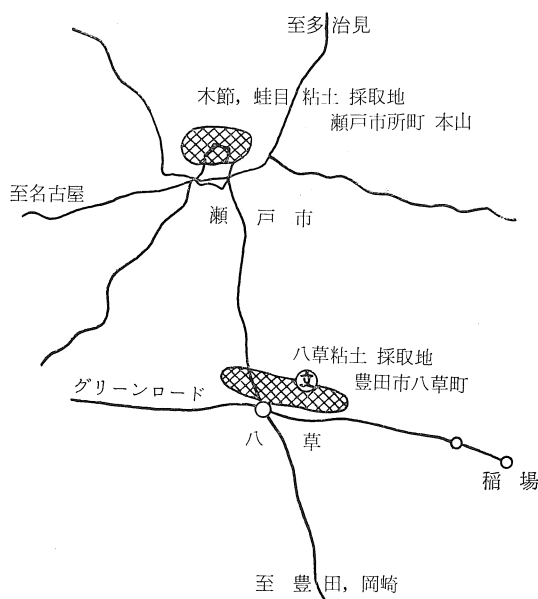 至多治見
木節，蛙目 粘土 採取地
瀬戸市所町 本山
至名古屋
瀬戸市
八草粘土 採取地
文
豊田市八草町
グリーンロード
八草
稲場
至 豊田，岡崎